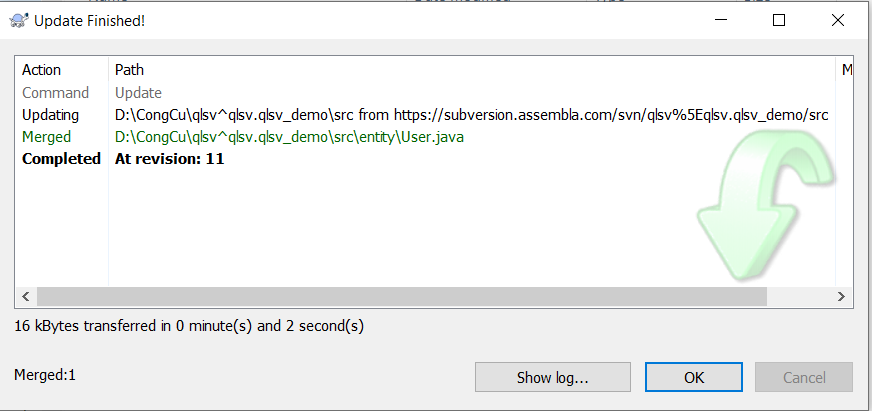 Update Finished!
Action Path M
Command Update
Updating D:\CongCu\qlsv^qlsv.qlsv_demo\src from https://subversion.assembla.com/svn/qlsv%5Eqlsv.qlsv_demo/src
Merged D:\CongCu\qlsv^qlsv.qlsv_demo\src\entity\User.java
Completed At revision: 11
16 kBytes transferred in 0 minute(s) and 2 second(s)
Merged:1
Show log... OK Cancel